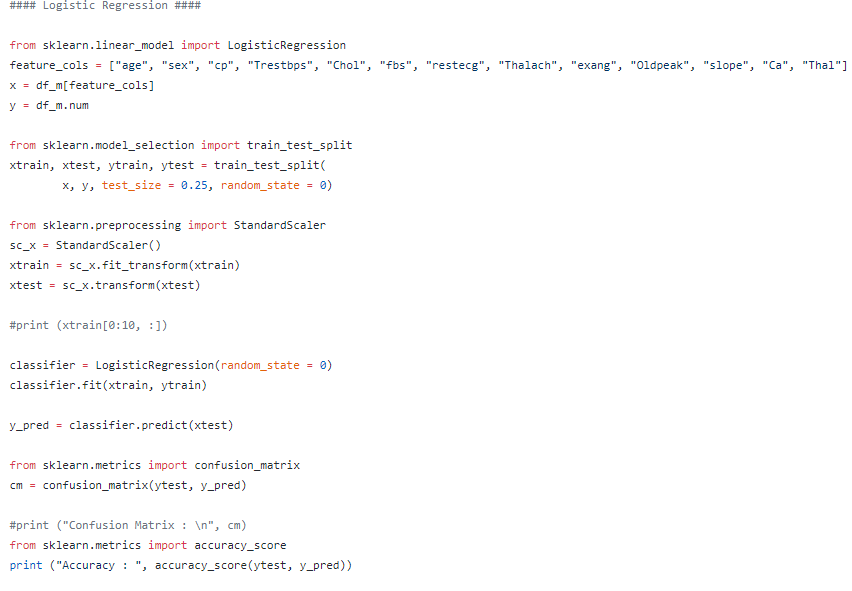 #### Logistic Regression ####
from sklearn.linear_model import LogisticRegression
feature_cols = ["age", "sex", "cp", "Trestbps", "Chol", "fbs", "restecg", "Thalach", "exang", "Oldpeak", "slope", "Ca", "Thal"]
x = df_m[feature_cols]
y = df_m.num
from sklearn.model_selection import train_test_split
xtrain, xtest, ytrain, ytest = train_test_split(
        x, y, test_size = 0.25, random_state = 0)
from sklearn.preprocessing import StandardScaler
sc_x = StandardScaler()
xtrain = sc_x.fit_transform(xtrain)
xtest = sc_x.transform(xtest)
#print (xtrain[0:10, :])
classifier = LogisticRegression(random_state = 0)
classifier.fit(xtrain, ytrain)
y_pred = classifier.predict(xtest)
from sklearn.metrics import confusion_matrix
cm = confusion_matrix(ytest, y_pred)
#print ("Confusion Matrix : \n", cm)
from sklearn.metrics import accuracy_score
print ("Accuracy : ", accuracy_score(ytest, y_pred))